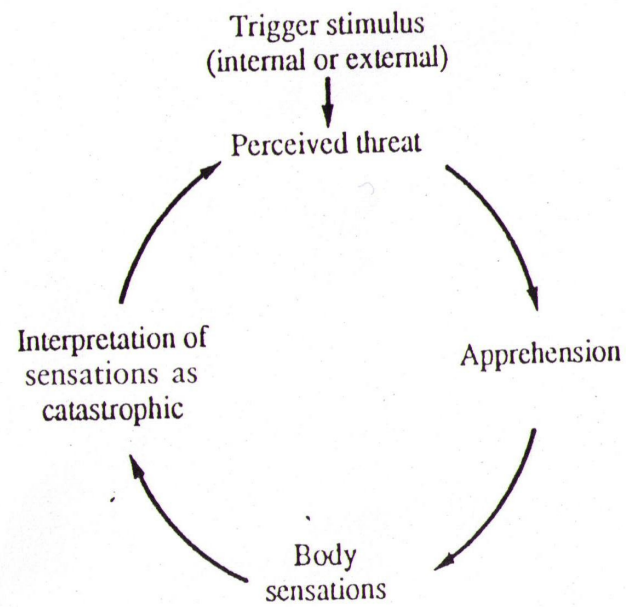 Trigger stimulus
(internal or external)
Perceived threat
Apprehension
Body
sensations
Interpretation of
sensations as
catastrophic